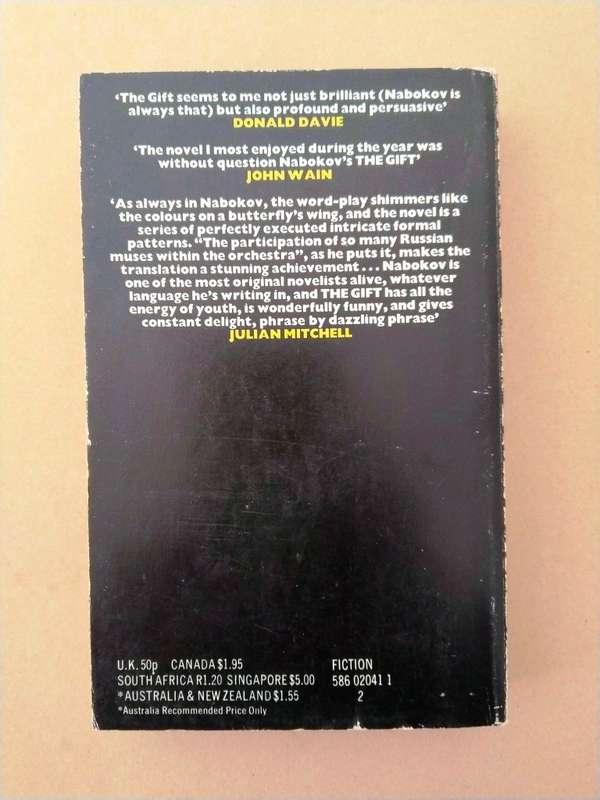 ‘The Gift seems to me not just brilliant (Nabokov is
always that) but also profound and persuasive’
DONALD DAVIE
‘The novel I most enjoyed during the year was
without question Nabokov's THE GIFT’
JOHN WAIN
‘As always in Nabokov, the word-play shimmers like
the colours on a butterfly's wing, and the novel is a
series of perfectly executed intricate formal
patterns. “The participation of so many Russian
muses within the orchestra”, as he puts it, makes the
translation a stunning achievement... Nabokov is
one of the most original novelists alive, whatever
language he's writing in, and THE GIFT has all the
energy of youth, is wonderfully funny, and gives
constant delight, phrase by dazzling phrase’
JULIAN MITCHELL
U.K. 50p CANADA $1.95 FICTION
SOUTH AFRICA R1.20 SINGAPORE $5.00 586 02041 1
*AUSTRALIA & NEW ZEALAND $1.55 2
*Australia Recommended Price Only